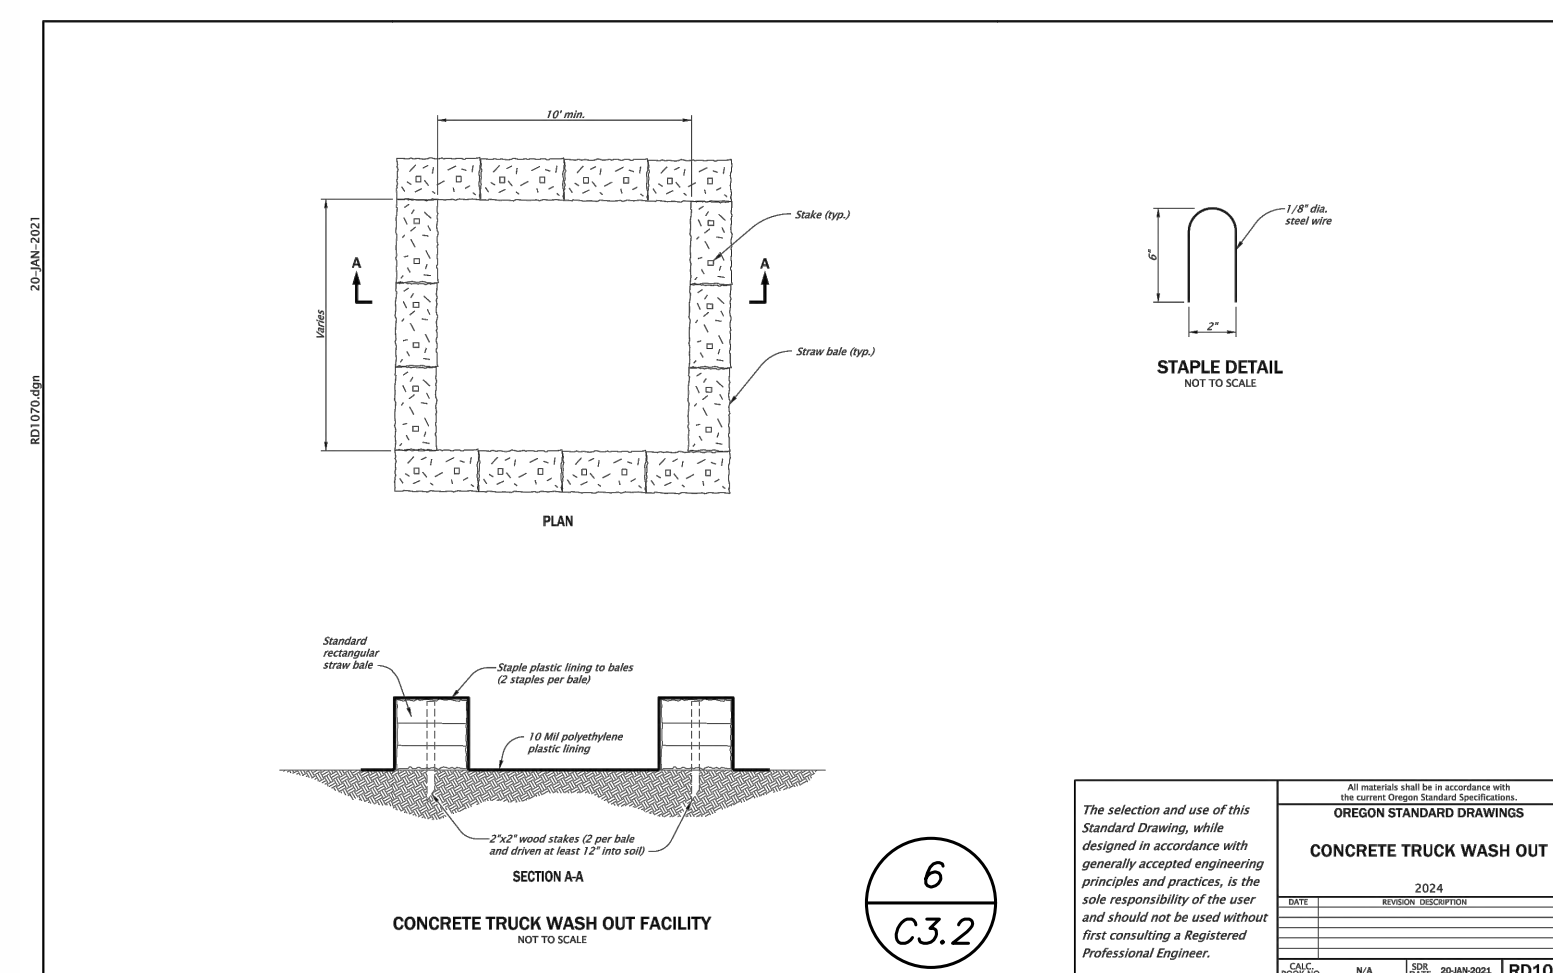 10' min.
Stake (typ.)
A
A
Varies
Straw bale (typ.)
PLAN
1/8" dia.
steel wire
6"
2"
STAPLE DETAIL
NOT TO SCALE
20-JAN-2021
RD1070.dgn
Standard
rectangular
straw bale
Staple plastic lining to bales
(2 staples per bale)
10 Mil polyethylene
plastic lining
2"x2" wood stakes (2 per bale
and driven at least 12" into soil)
SECTION A-A
CONCRETE TRUCK WASH OUT FACILITY
NOT TO SCALE
6
C3.2
The selection and use of this
Standard Drawing, while
designed in accordance with
generally accepted engineering
principles and practices, is the
sole responsibility of the user
and should not be used without
first consulting a Registered
Professional Engineer.
All materials shall be in accordance with
the current Oregon Standard Specifications.
OREGON STANDARD DRAWINGS
CONCRETE TRUCK WASH OUT
2024
DATE REVISION DESCRIPTION
CALC.
N/A
SDR
20-JAN-2021
RD10